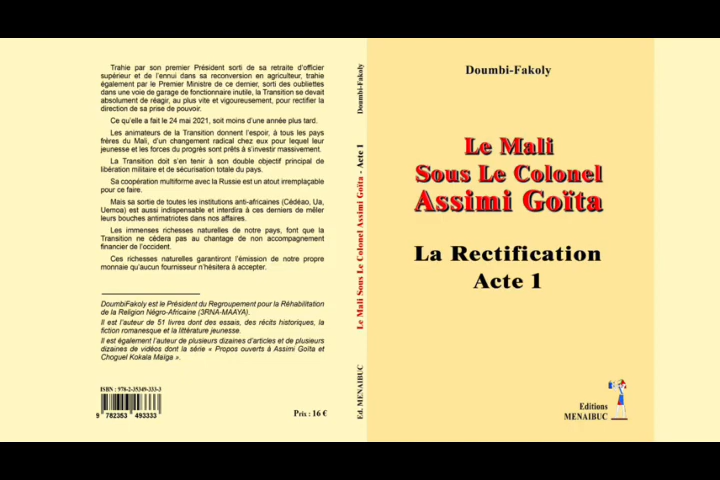 Trahie par son premier Président sorti de sa retraite d'officier
supérieur et de l'ennui dans sa reconversion en agriculteur, trahie
également par le Premier Ministre de ce dernier, sorti des oubliettes
dans une voie de garage de fonctionnaire inutile, la Transition se devait
absolument de réagir, au plus vite et vigoureusement, pour rectifier la
direction de sa prise de pouvoir.
Ce qu'elle a fait le 24 mai 2021, soit moins d'une année plus tard.
Les animateurs de la Transition donnent l'espoir, à tous les pays
frères du Mali, d'un changement radical chez eux pour lequel leur
jeunesse et les forces du progrès sont prêts à s'investir massivement.
La Transition doit s'en tenir à son double objectif principal de
libération militaire et de sécurisation totale du pays.
Sa coopération multiforme avec la Russie est un atout irremplaçable
pour ce faire.
Mais sa sortie de toutes les institutions anti-africaines (Cédéao, Ua,
Uemoa) est aussi indispensable et interdira à ces derniers de mêler
leurs bouches antimatrotes dans nos affaires.
Les immenses richesses naturelles de notre pays, font que la
Transition ne cédera pas au chantage de non accompagnement
financier de l'occident.
Ces richesses naturelles garantiront l'émission de notre propre
monnaie qu'aucun fournisseur n'hésitera à accepter.
DoumbiFakoly est le Président du Regroupement pour la Réhabilitation
de la Religion Négro-Africaine (3RNA-MAAYA).
Il est l'auteur de 51 livres dont des essais, des récits historiques, la
fiction romanesque et la littérature jeunesse.
Il est également l'auteur de plusieurs dizaines d'articles et de plusieurs
dizaines de vidéos dont la série « Propos ouverts à Assimi Goïta et
Choguel Kokala Maïga ».
ISBN : 978-2-35349-333-3
9 782353 493333
Prix : 16 €
Doumbi-Fakoly
Le Mali Sous Le Colonel Assimi Goïta - Acte 1
Ed. MENAIBUC
Doumbi-Fakoly
Le Mali
Sous Le Colonel
Assimi Goïta
La Rectification
Acte 1
Editions
MENAIBUC